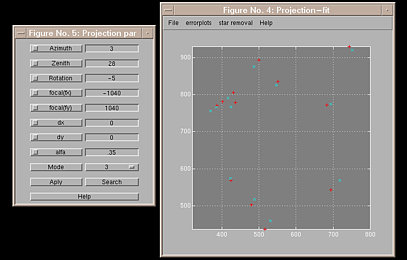 Figure No. 5: Projection par
Azimuth 3
Zenith 28
Rotation -5
focal(fx) -1040
focal(fy) 1040
dx 0
dy 0
alfa 35
Mode 3
Aply Search
Help
Figure No. 4: Projection-fit
File errorplots star removal Help
900
800
700
600
500
400 500 600 700 800